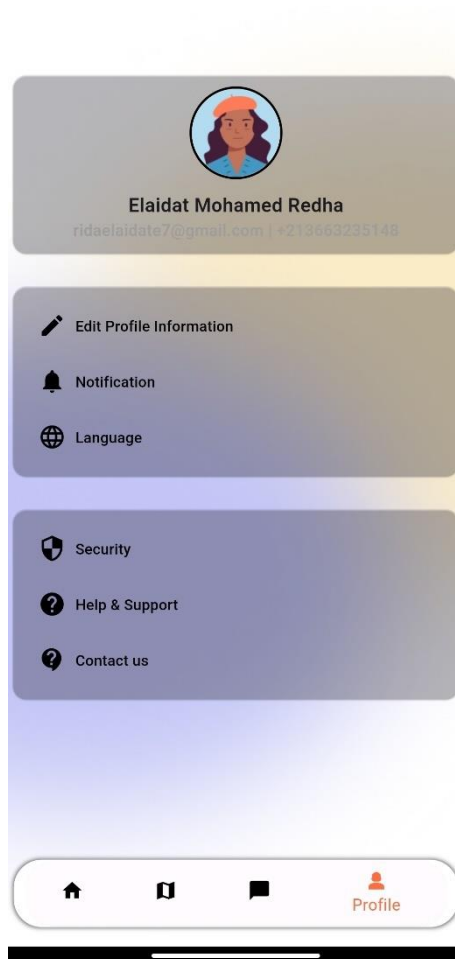 Elaidat Mohamed Redha
ridaelaidate7@gmail.com | +213663235148
Edit Profile Information
Notification
Language
Security
Help & Support
Contact us
Profile